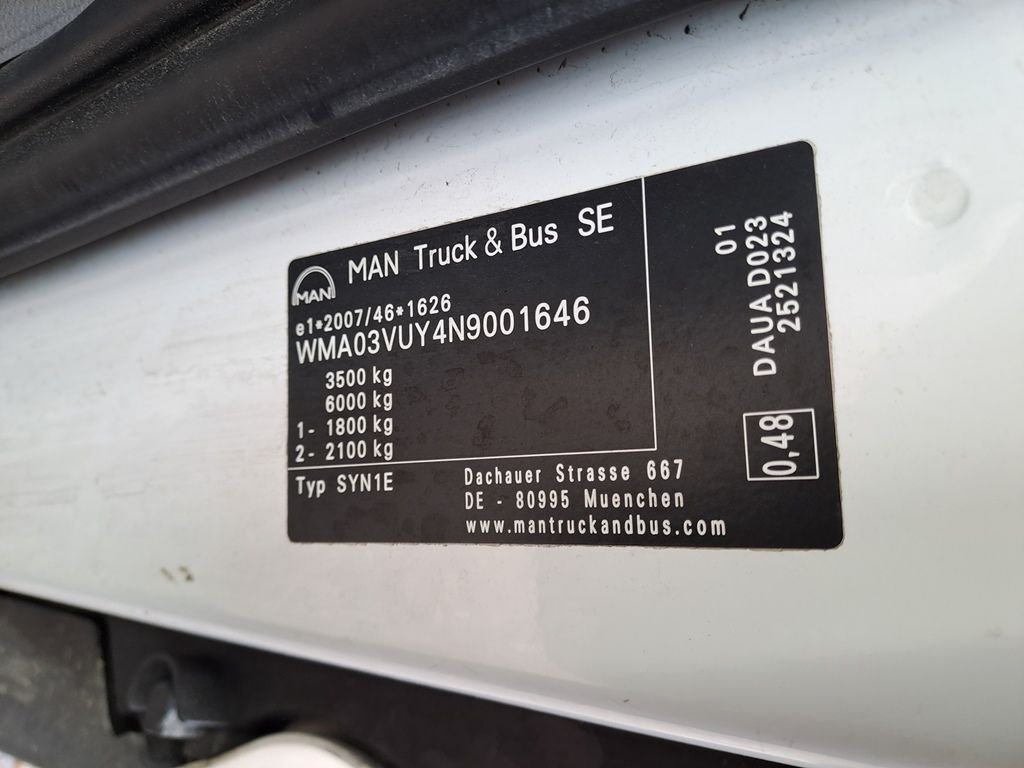 MAN
MAN Truck & Bus SE
e1*2007/46*1626
WMA03VUY4N9001646
3500 kg
6000 kg
1- 1800 kg
2- 2100 kg
Typ SYN1E
Dachauer Strasse 667
DE - 80995 Muenchen
www.mantruckandbus.com
01
DAUA D023
2521324
0,48